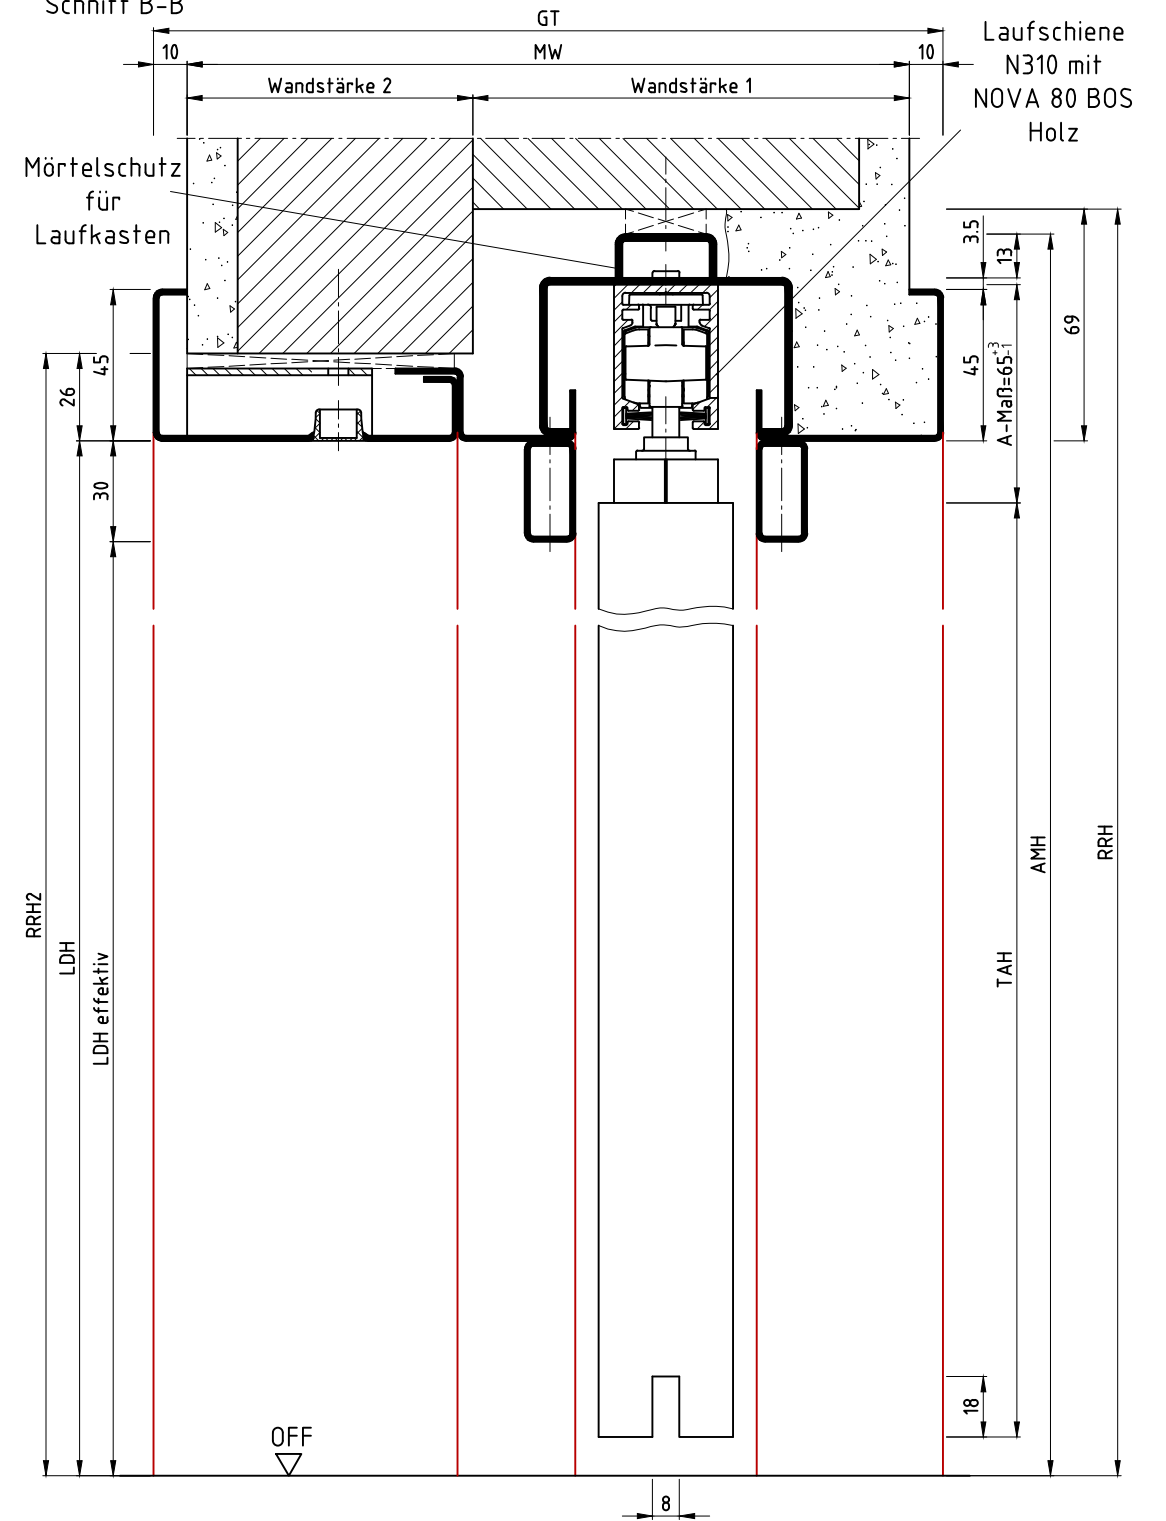 Schnitt B-B
GT
Laufschiene
N310 mit
NOVA 80 BOS
Holz
10
MW
10
Wandstärke 2
Wandstärke 1
Mörtelschutz
für
Laufkasten
3.5
13
69
45
26
45
A-Maß=65+3-1
30
RRH2
LDH
LDH effektiv
TAH
AMH
RRH
18
OFF
8